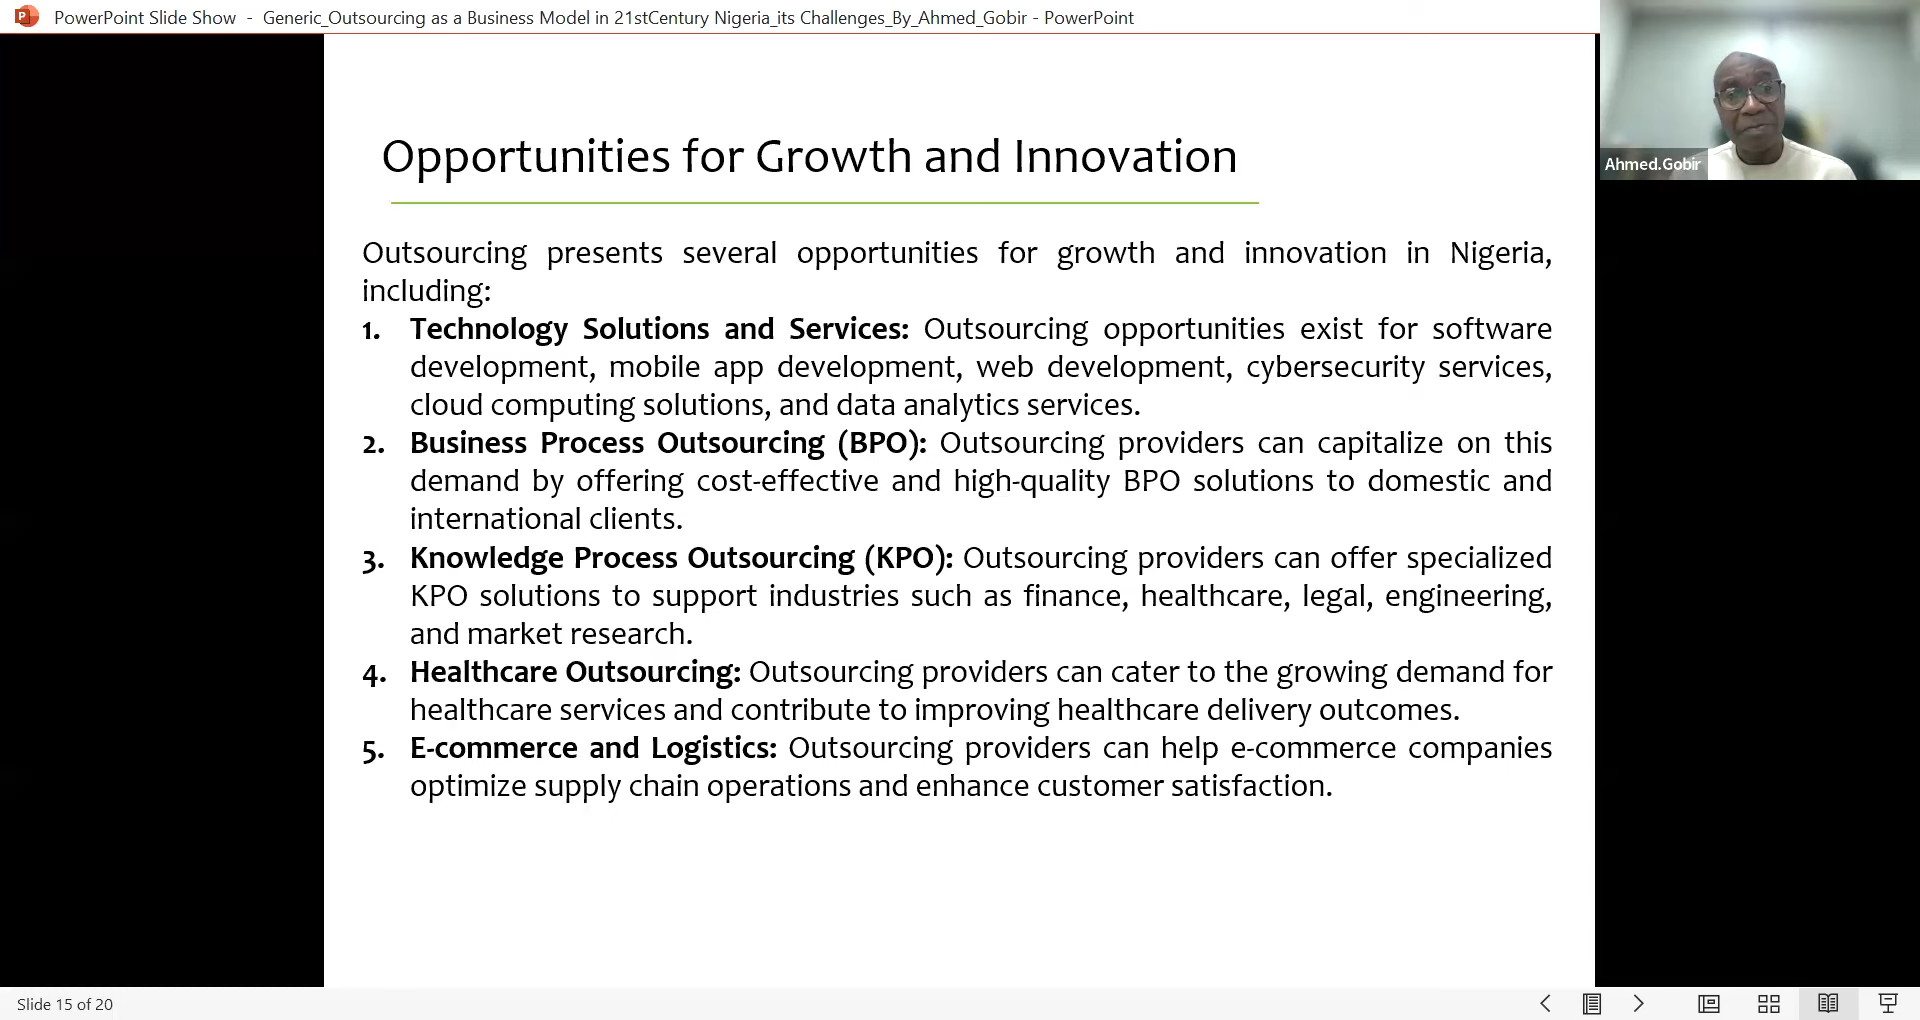 PowerPoint Slide Show - Generic_Outsourcing as a Business Model in 21stCentury Nigeria_its Challenges_By_Ahmed_Gobir - PowerPoint
Ahmed.Gobir
Opportunities for Growth and Innovation
Outsourcing presents several opportunities for growth and innovation in Nigeria,
including:
1. Technology Solutions and Services: Outsourcing opportunities exist for software
development, mobile app development, web development, cybersecurity services,
cloud computing solutions, and data analytics services.
2. Business Process Outsourcing (BPO): Outsourcing providers can capitalize on this
demand by offering cost-effective and high-quality BPO solutions to domestic and
international clients.
3. Knowledge Process Outsourcing (KPO): Outsourcing providers can offer specialized
KPO solutions to support industries such as finance, healthcare, legal, engineering,
and market research.
4. Healthcare Outsourcing: Outsourcing providers can cater to the growing demand for
healthcare services and contribute to improving healthcare delivery outcomes.
5. E-commerce and Logistics: Outsourcing providers can help e-commerce companies
optimize supply chain operations and enhance customer satisfaction.
Slide 15 of 20